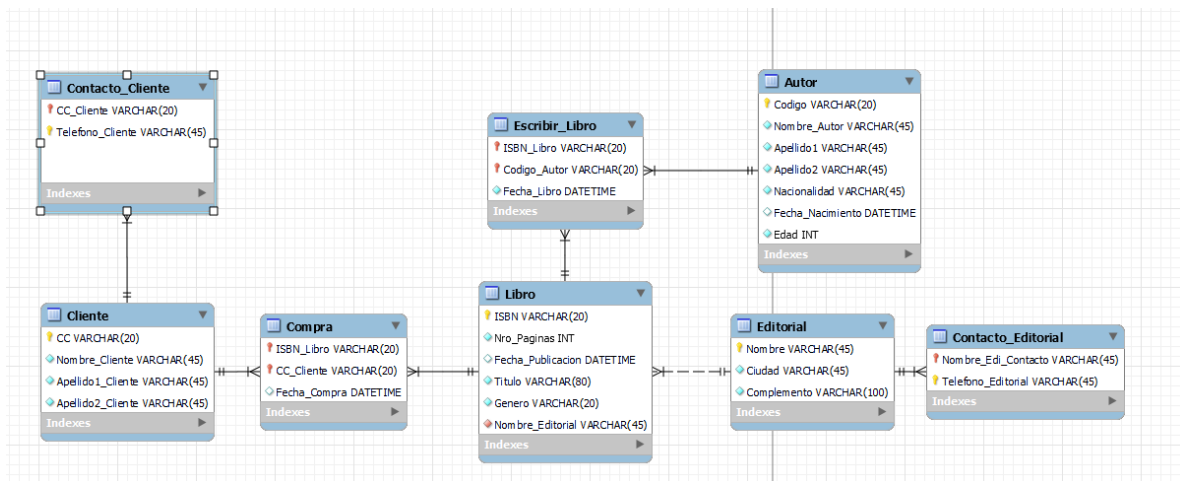 Contacto_Cliente
CC_Cliente VARCHAR(20)
Telefono_Cliente VARCHAR(45)
Indexes
Escribir_Libro
ISBN_Libro VARCHAR(20)
Codigo_Autor VARCHAR(20)
Fecha_Libro DATETIME
Indexes
Autor
Codigo VARCHAR(20)
Nombre_Autor VARCHAR(45)
Apellido1 VARCHAR(45)
Apellido2 VARCHAR(45)
Nacionalidad VARCHAR(45)
Fecha_Nacimiento DATETIME
Edad INT
Indexes
Cliente
CC VARCHAR(20)
Nombre_Cliente VARCHAR(45)
Apellido1_Cliente VARCHAR(45)
Apellido2_Cliente VARCHAR(45)
Indexes
Compra
ISBN_Libro VARCHAR(20)
CC_Cliente VARCHAR(20)
Fecha_Compra DATETIME
Indexes
Libro
ISBN VARCHAR(20)
Nro_Paginas INT
Fecha_Publicacion DATETIME
Titulo VARCHAR(80)
Genero VARCHAR(20)
Nombre_Editorial VARCHAR(45)
Indexes
Editorial
Nombre VARCHAR(45)
Ciudad VARCHAR(45)
Complemento VARCHAR(100)
Indexes
Contacto_Editorial
Nombre_Edi_Contacto VARCHAR(45)
Telefono_Editorial VARCHAR(45)
Indexes